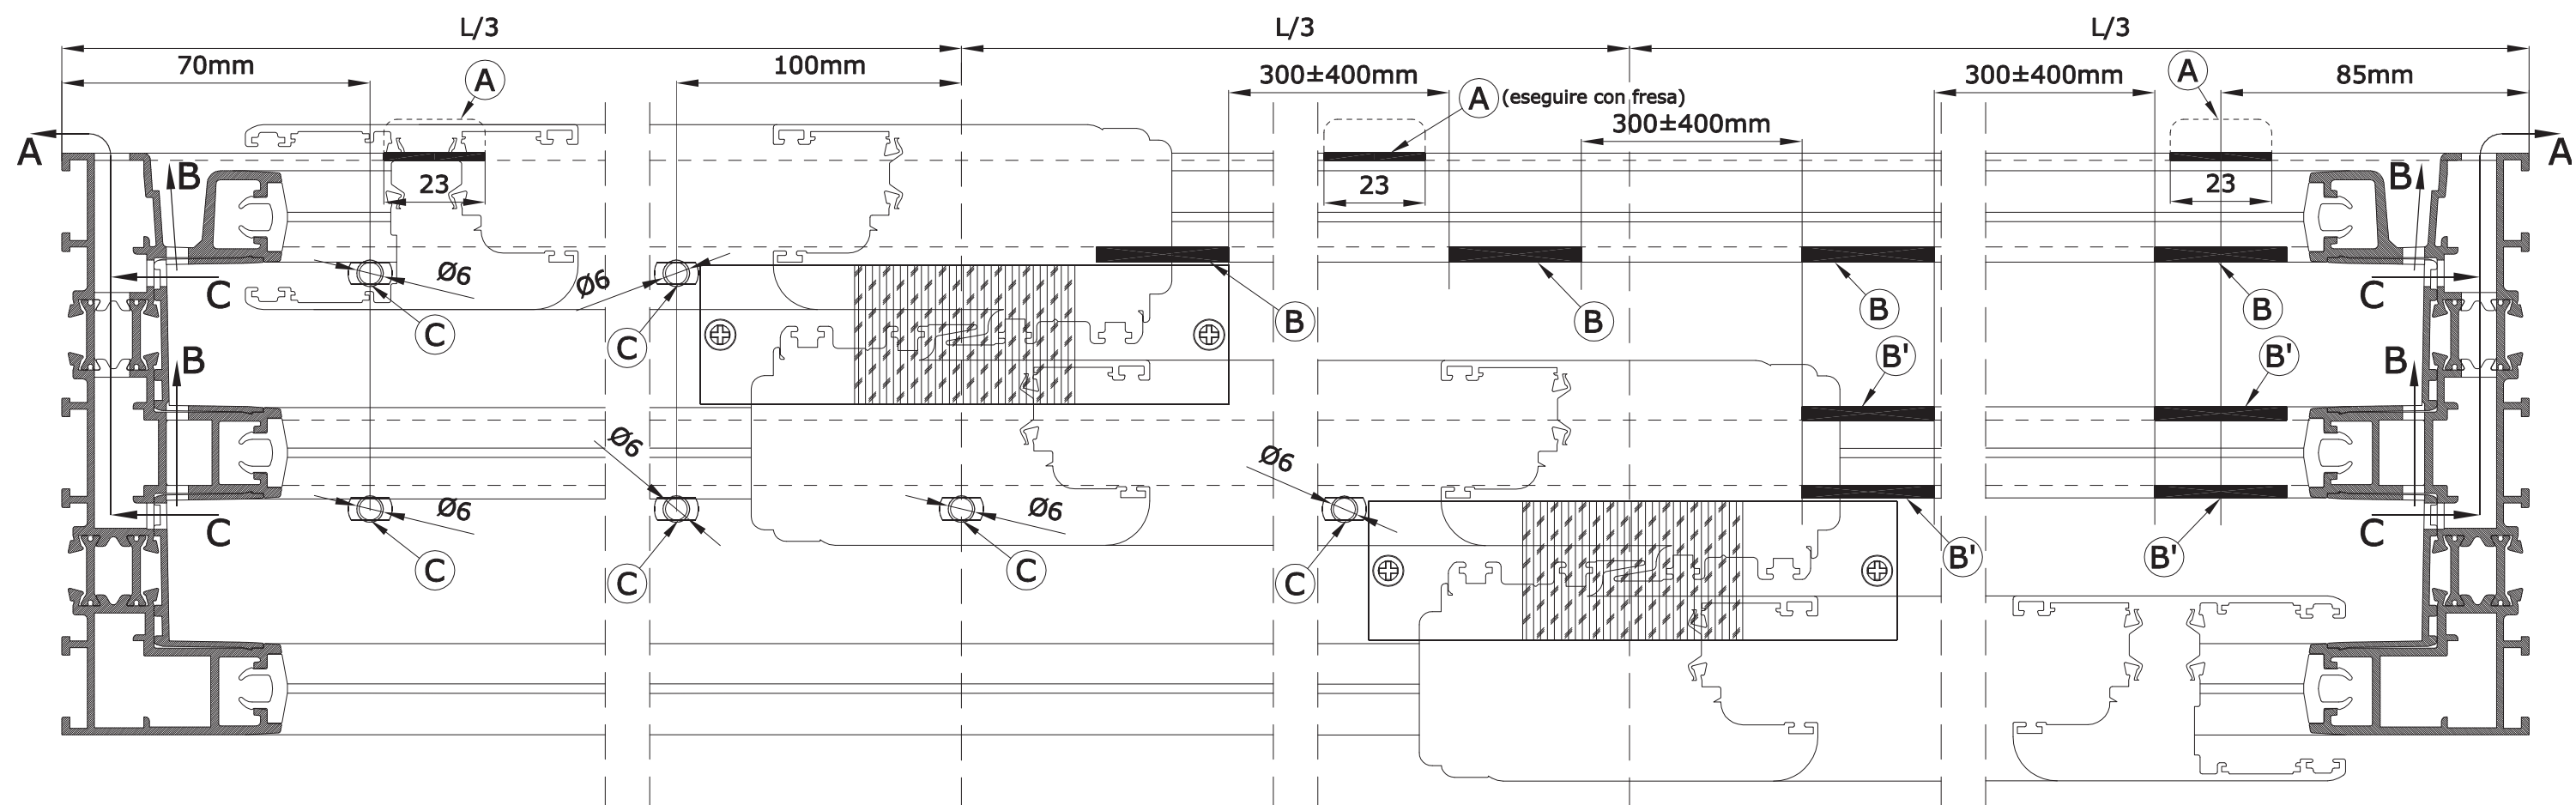 L/3 L/3 L/3
70mm 100mm 300±400mm 300±400mm 85mm
A A (eseguire con fresa) A
300±400mm
A A
B 23 23 23 B
C Ø6 Ø6 C
C C B B B B
B B' B' B
Ø6 Ø6
Ø6 Ø6
C C
C C C C B' B'